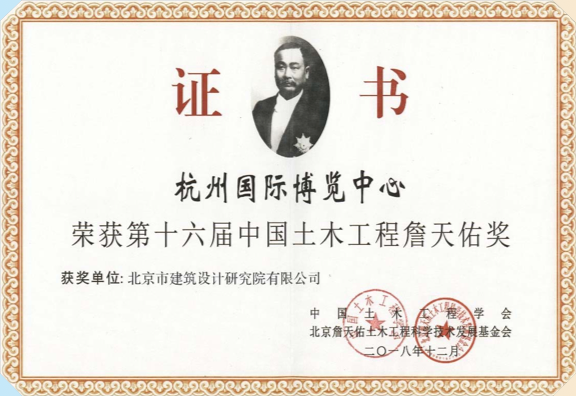 证书
杭州国际博览中心
荣获第十六届中国土木工程詹天佑奖
获奖单位:北京市建筑设计研究院有限公司
中国土木工程学会
北京詹天佑土木工程科学技术发展基金会
二〇一八年十二月